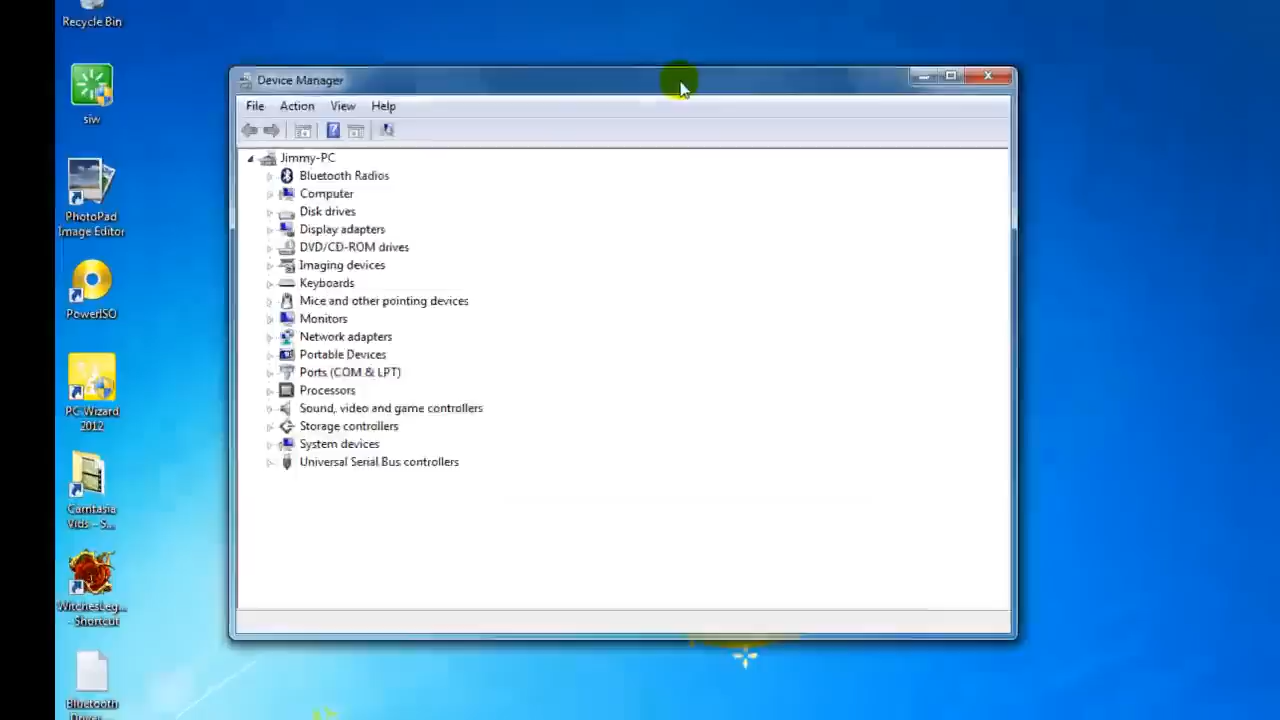 Recycle Bin
siw
PhotoPad
Image Editor
PowerISO
PC Wizard
2012
Camtasia
Vids - S...
WitchesLeg...
- Shortcut
Bluetooth
Driver...
Device Manager
File Action View Help
Jimmy-PC
Bluetooth Radios
Computer
Disk drives
Display adapters
DVD/CD-ROM drives
Imaging devices
Keyboards
Mice and other pointing devices
Monitors
Network adapters
Portable Devices
Ports (COM & LPT)
Processors
Sound, video and game controllers
Storage controllers
System devices
Universal Serial Bus controllers